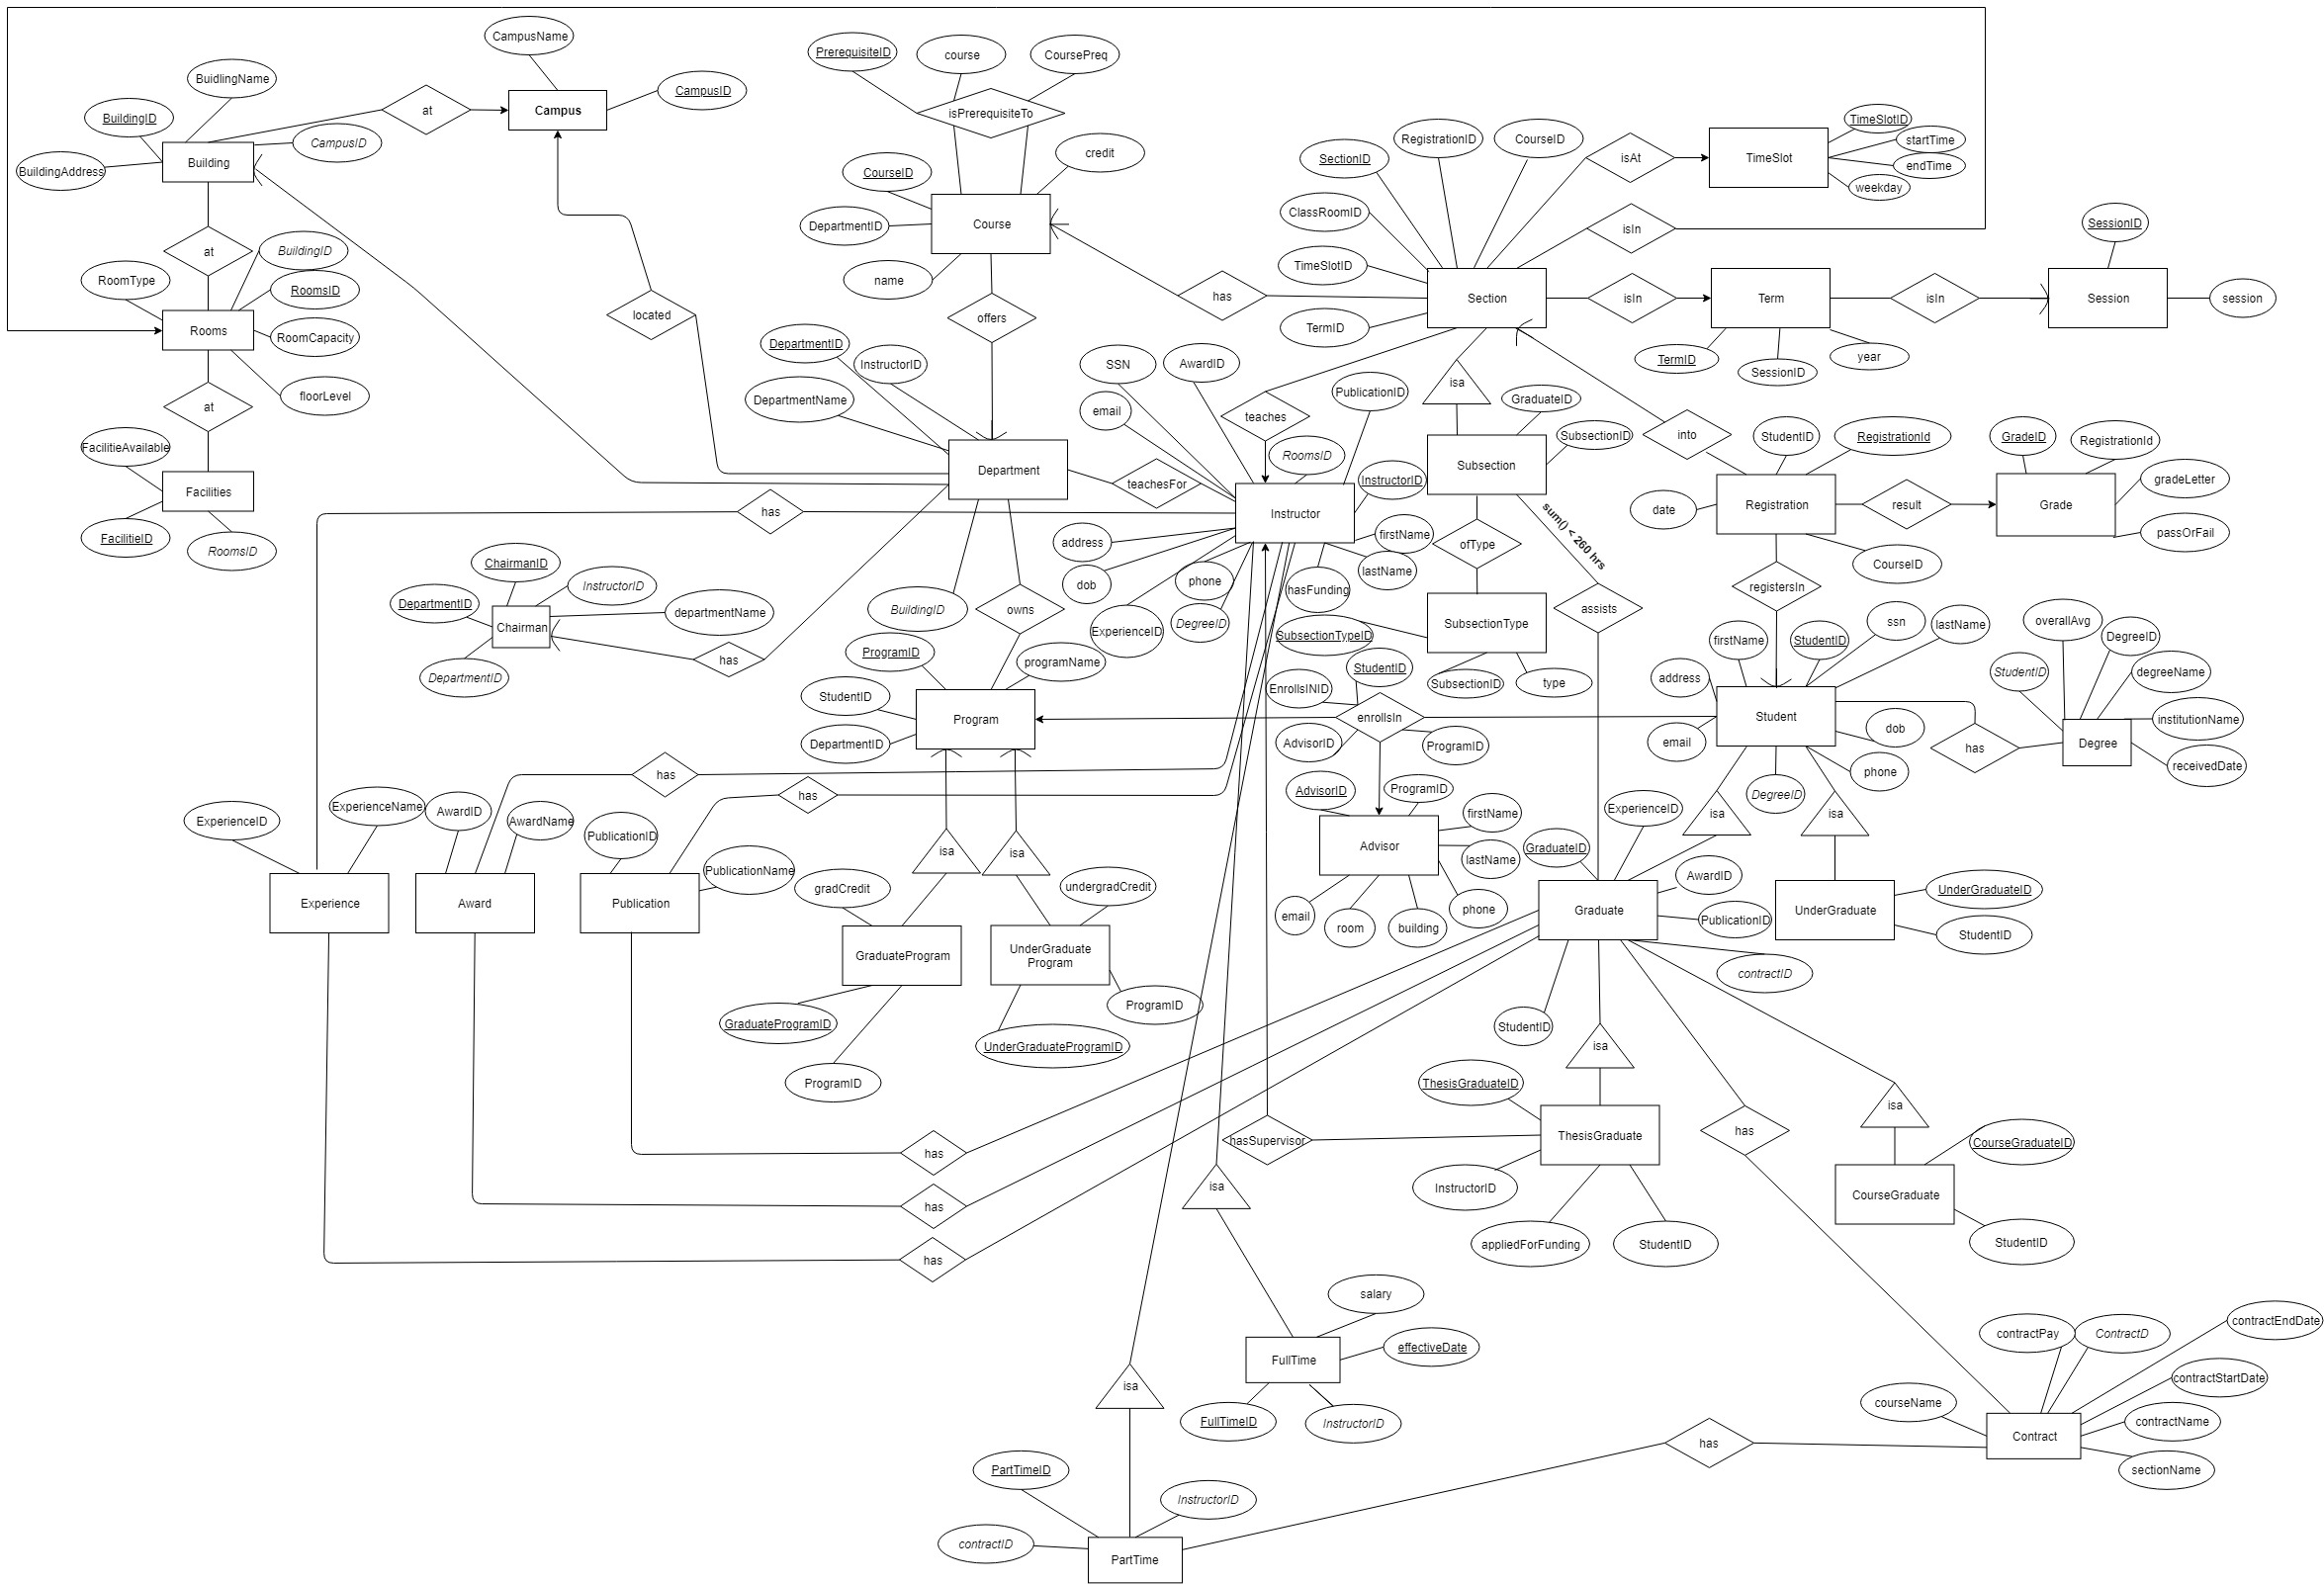 CampusName
PrerequisiteID
course
CoursePreq
BuidlingName
CampusID
at
Campus
BuildingID
isPrerequisiteTo
TimeSlotID
CampusID
startTime
RegistrationID
CourseID
SectionID
isAt
TimeSlot
credit
endTime
BuildingAddress
Building
CourseID
weekday
ClassRoomID
DepartmentID
Course
isIn
SessionID
at
BuildingID
TimeSlotID
RoomType
name
RoomsID
has
Section
isIn
Term
isIn
Session
session
located
offers
TermID
Rooms
RoomCapacity
DepartmentID
InstructorID
SSN
AwardID
TermID
SessionID
year
isa
floorLevel
DepartmentName
PublicationID
GraduateID
at
email
teaches
into
StudentID
RegistrationId
GradeID
RegistrationId
SubsectionID
FacilitieAvailable
RoomsID
Department
Subsection
gradeLetter
teachesFor
InstructorID
Facilities
has
Instructor
date
Registration
result
Grade
sum() < 260 hrs
passOrFail
FacilitieID
RoomsID
address
firstName
ofType
ChairmanID
InstructorID
dob
phone
hasFunding
lastName
CourseID
registersIn
DepartmentID
departmentName
BuildingID
owns
DegreeID
assists
Chairman
ExperienceID
SubsectionTypeID
SubsectionType
firstName
StudentID
ssn
lastName
overallAvg
DegreeID
has
ProgramID
programName
StudentID
StudentID
degreeName
DepartmentID
address
StudentID
EnrollsINID
SubsectionID
type
Program
enrollsIn
Student
institutionName
DepartmentID
AdvisorID
ProgramID
email
dob
Degree
has
has
has
phone
receivedDate
AdvisorID
ProgramID
DegreeID
ExperienceID
ExperienceName
AwardID
AwardName
PublicationID
firstName
ExperienceID
isa
isa
isa
isa
Advisor
GraduateID
lastName
PublicationName
AwardID
gradCredit
undergradCredit
UnderGraduateID
Experience
Award
Publication
email
room
building
phone
Graduate
PublicationID
UnderGraduate
StudentID
GraduateProgram
UnderGraduate
Program
contractID
GraduateProgramID
ProgramID
StudentID
UnderGraduateProgramID
isa
ProgramID
ThesisGraduateID
isa
has
hasSupervisor
ThesisGraduate
has
CourseGraduateID
isa
InstructorID
CourseGraduate
has
appliedForFunding
StudentID
StudentID
has
salary
contractPay
ContractD
contractEndDate
FullTime
effectiveDate
contractStartDate
isa
courseName
FullTimeID
InstructorID
contractName
has
Contract
PartTimeID
sectionName
InstructorID
contractID
PartTime